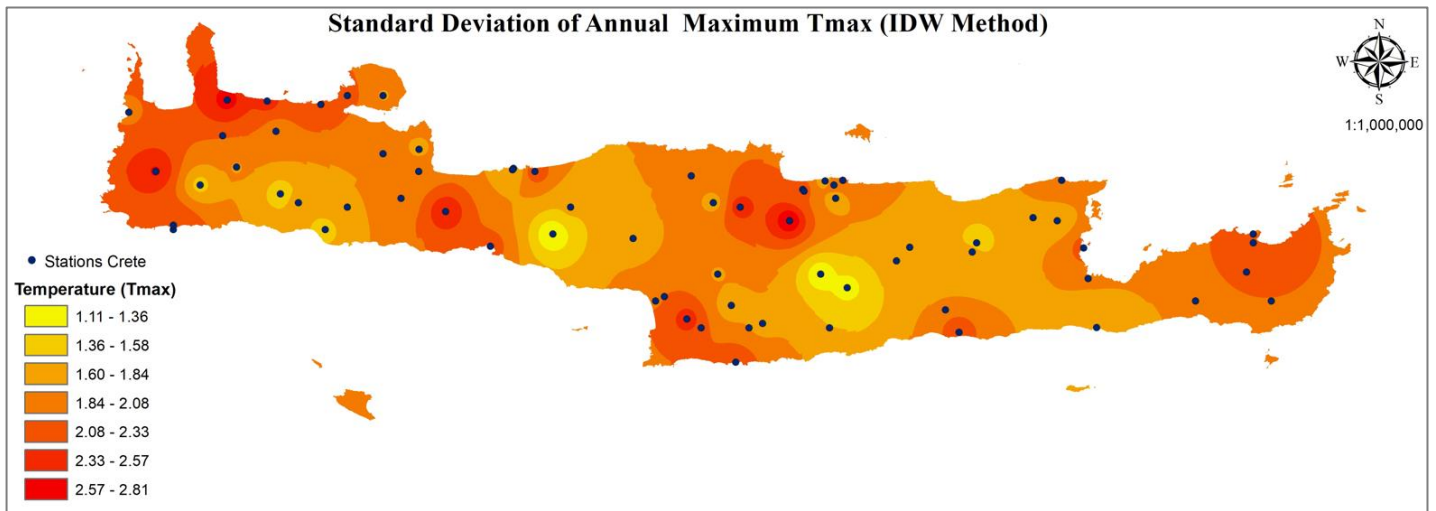 Standard Deviation of Annual Maximum Tmax (IDW Method)
N
W E
S
1:1,000,000
Stations Crete
Temperature (Tmax)
1.11 - 1.36
1.36 - 1.58
1.60 - 1.84
1.84 - 2.08
2.08 - 2.33
2.33 - 2.57
2.57 - 2.81